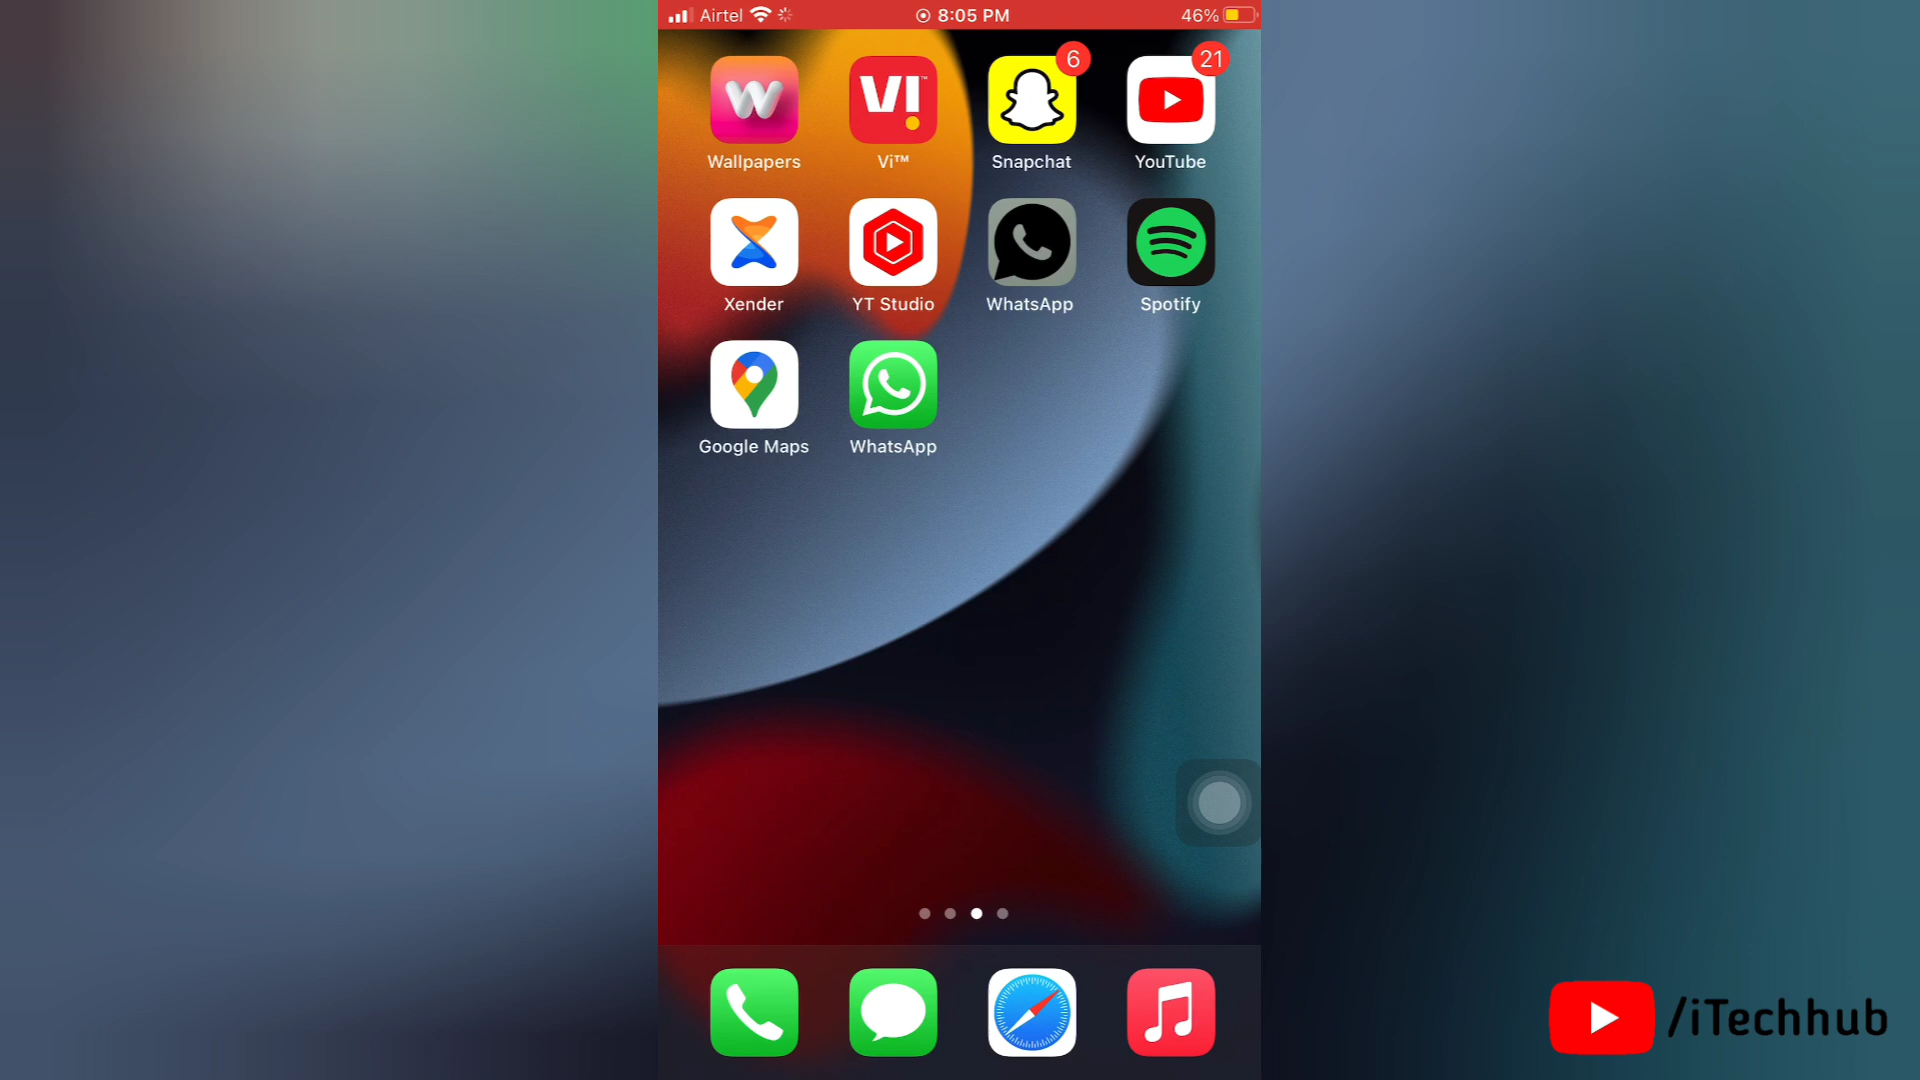 Airtel 8:05 PM 46%
6 21
W Vi™
Wallpapers Vi™ Snapchat YouTube
Xender YT Studio WhatsApp Spotify
Google Maps WhatsApp
/iTechhub